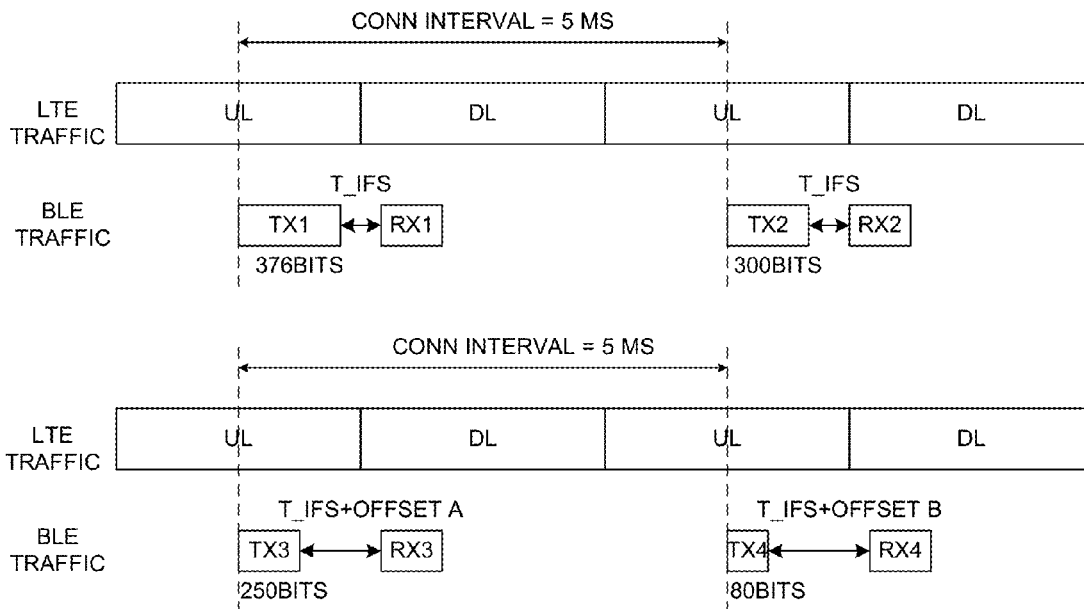 CONN INTERVAL = 5 MS
LTE
TRAFFIC
UL
DL
UL
DL
T_IFS
T_IFS
BLE
TRAFFIC
TX1
RX1
TX2
RX2
376BITS
300BITS
CONN INTERVAL = 5 MS
LTE
TRAFFIC
UL
DL
UL
DL
T_IFS+OFFSET A
T_IFS+OFFSET B
BLE
TRAFFIC
TX3
RX3
TX4
RX4
250BITS
80BITS